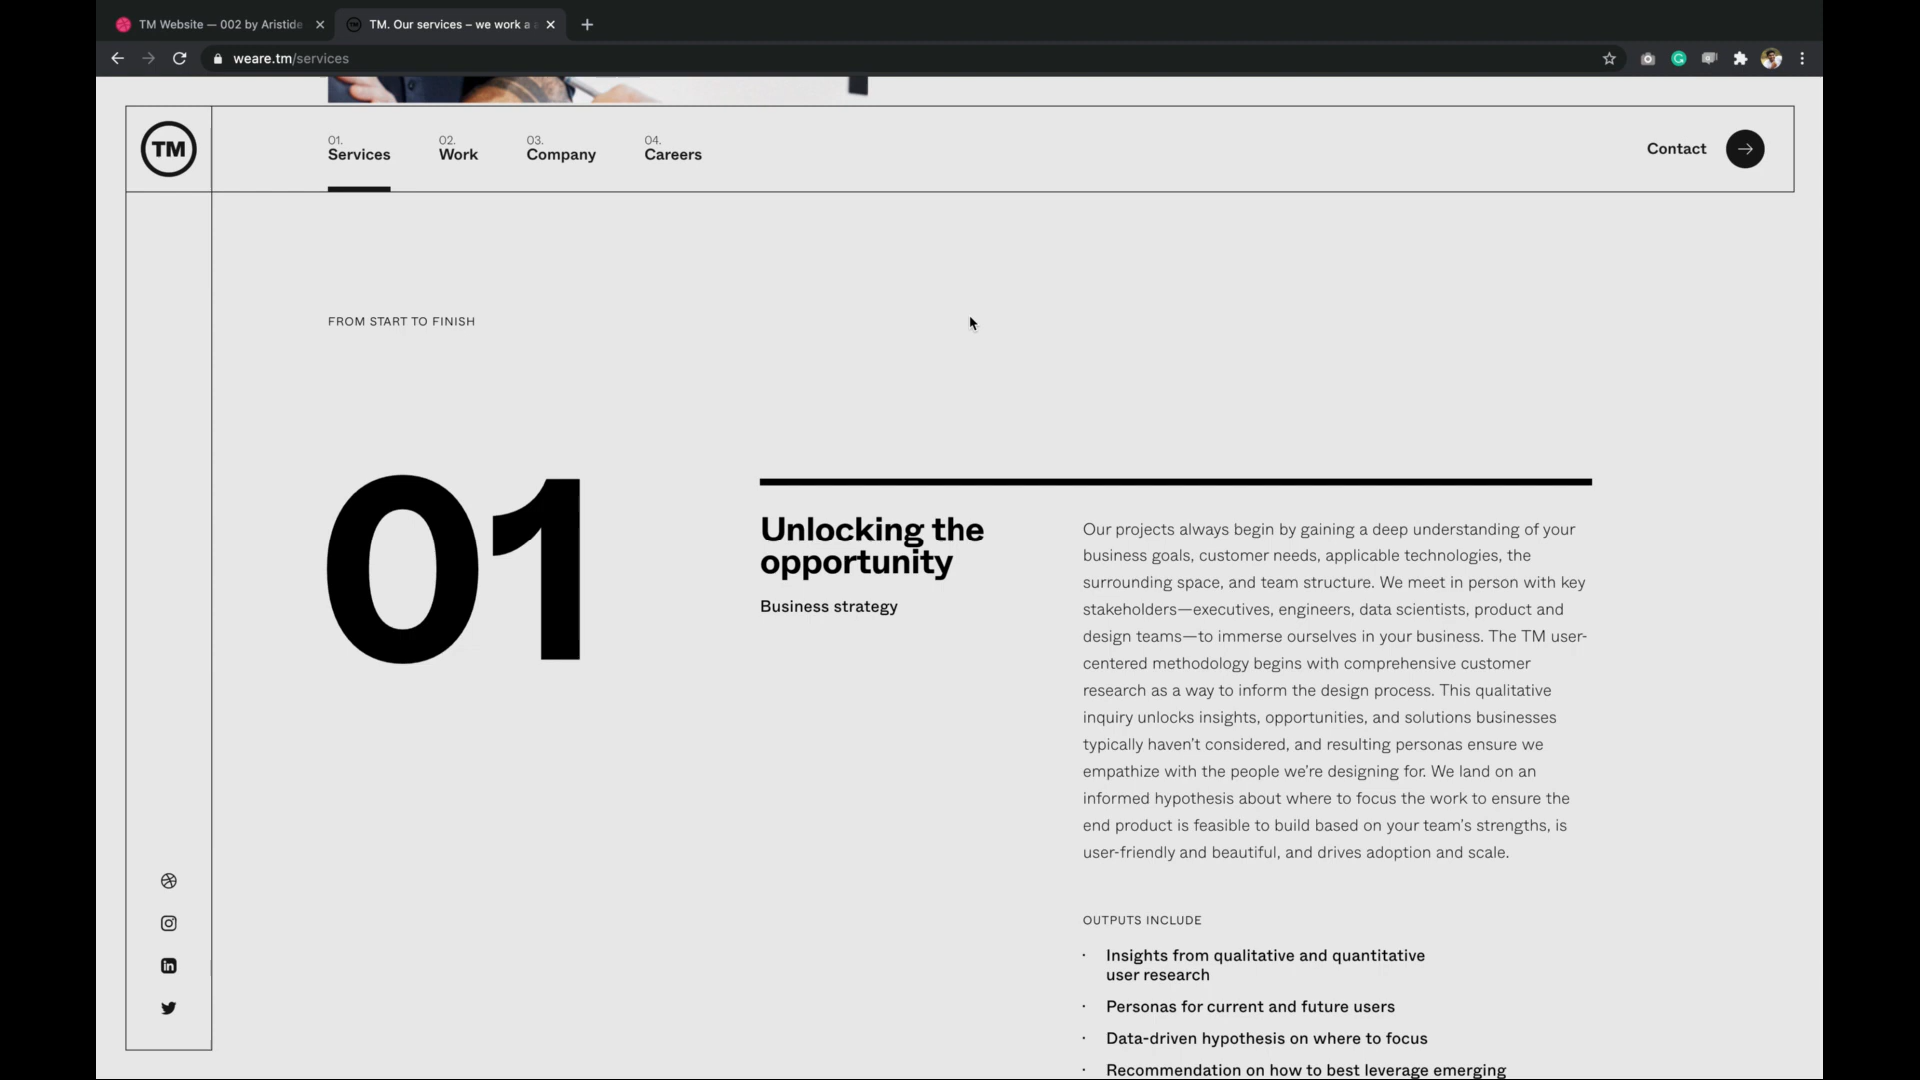 TM Website — 002 by Aristide
TM. Our services – we work a a
weare.tm/services
TM
01.
Services
02.
Work
03.
Company
04.
Careers
Contact
FROM START TO FINISH
01
Unlocking the
opportunity
Business strategy
Our projects always begin by gaining a deep understanding of your
business goals, customer needs, applicable technologies, the
surrounding space, and team structure. We meet in person with key
stakeholders—executives, engineers, data scientists, product and
design teams—to immerse ourselves in your business. The TM user-
centered methodology begins with comprehensive customer
research as a way to inform the design process. This qualitative
inquiry unlocks insights, opportunities, and solutions businesses
typically haven't considered, and resulting personas ensure we
empathize with the people we're designing for. We land on an
informed hypothesis about where to focus the work to ensure the
end product is feasible to build based on your team's strengths, is
user-friendly and beautiful, and drives adoption and scale.
OUTPUTS INCLUDE
· Insights from qualitative and quantitative
user research
· Personas for current and future users
· Data-driven hypothesis on where to focus
· Recommendation on how to best leverage emerging